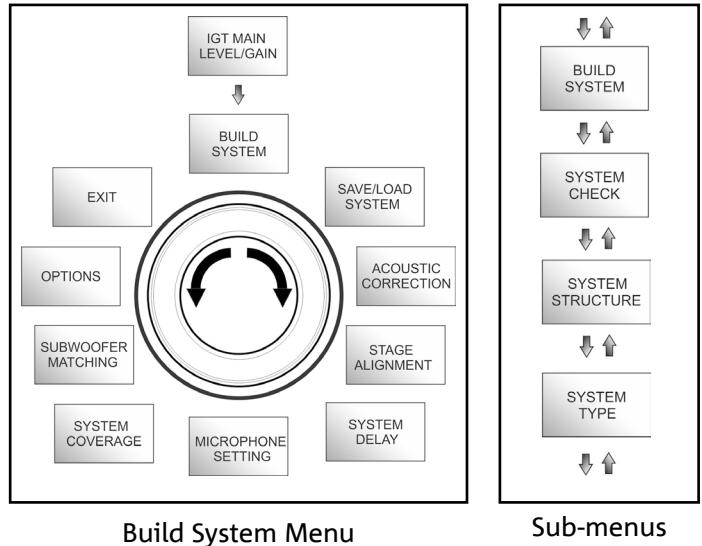 IGT MAIN
LEVEL/GAIN
BUILD
SYSTEM
SAVE/LOAD
SYSTEM
ACOUSTIC
CORRECTION
STAGE
ALIGNMENT
SYSTEM
DELAY
MICROPHONE
SETTING
SYSTEM
COVERAGE
SUBWOOFER
MATCHING
OPTIONS
EXIT
Build System Menu
BUILD
SYSTEM
SYSTEM
CHECK
SYSTEM
STRUCTURE
SYSTEM
TYPE
Sub-menus